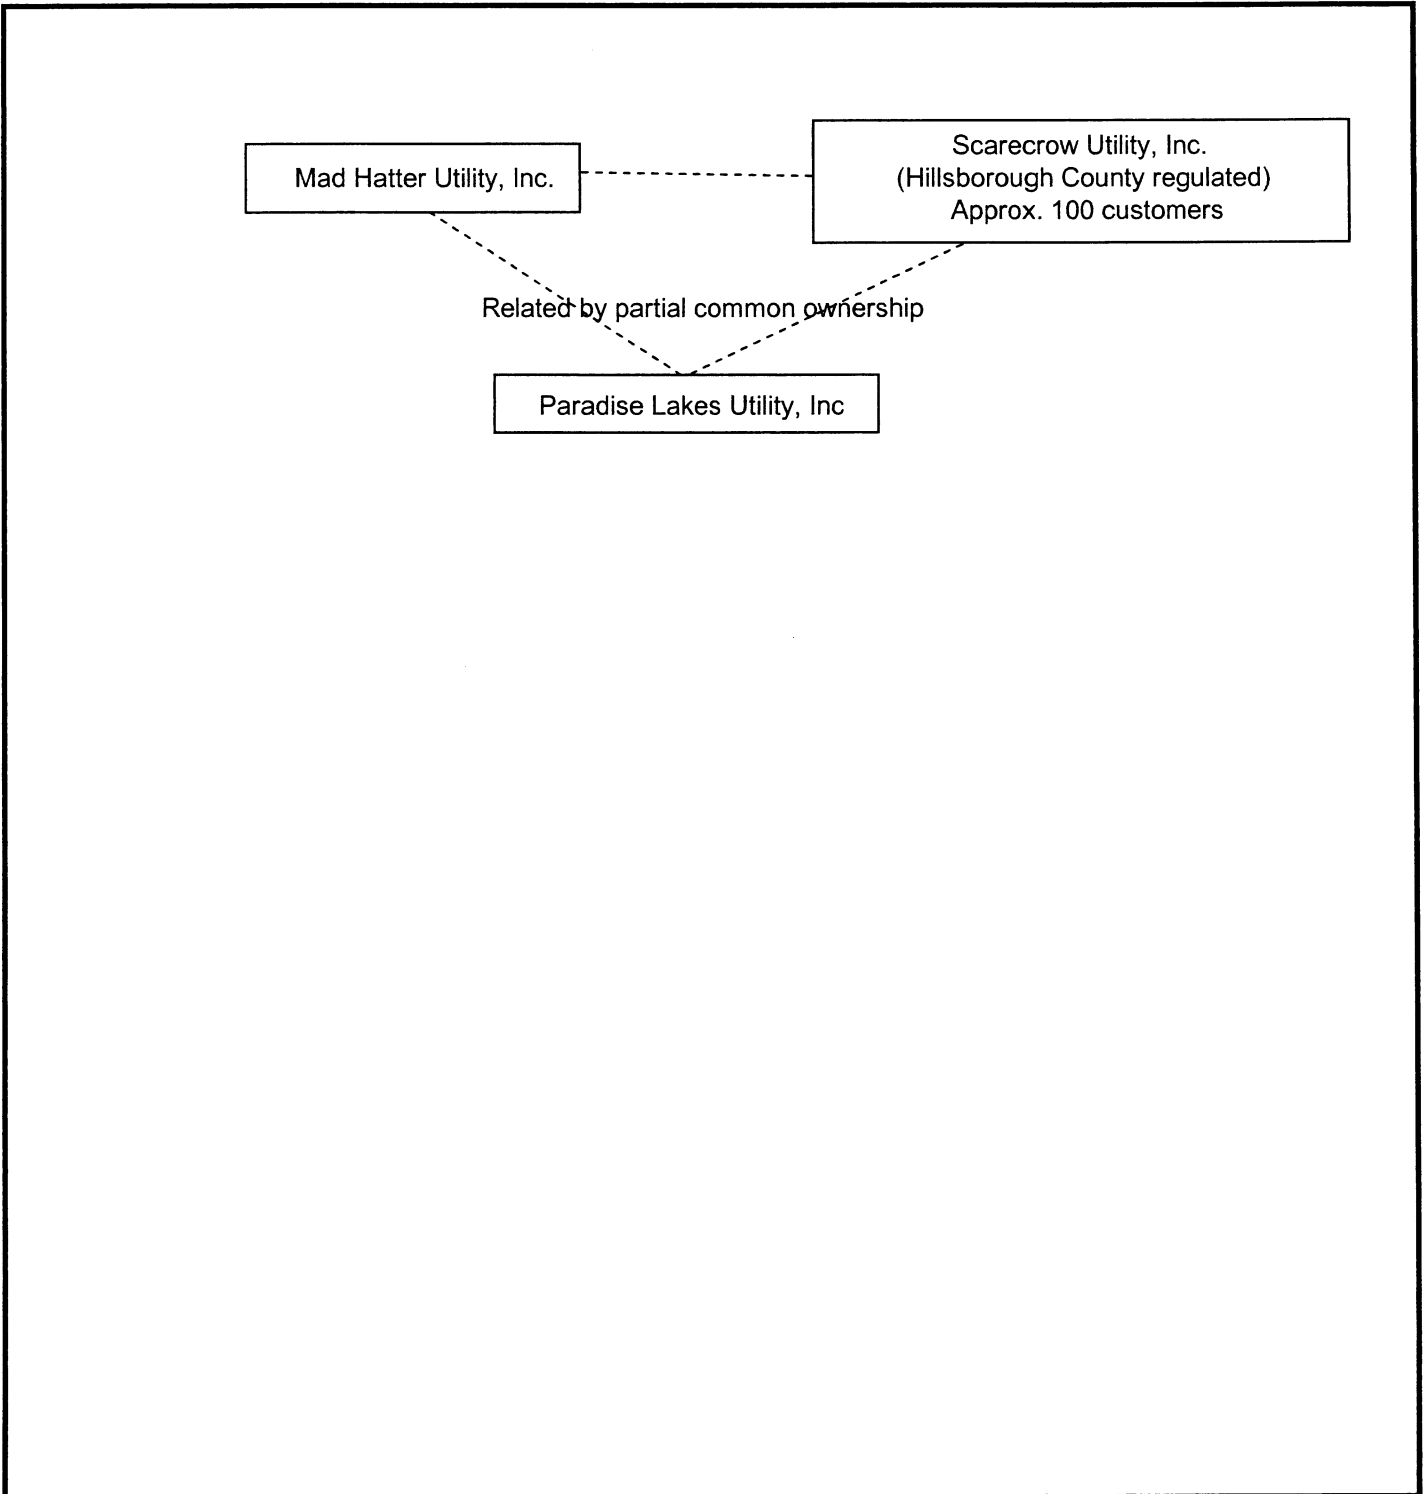 Mad Hatter Utility, Inc.
Scarecrow Utility, Inc.
(Hillsborough County regulated)
Approx. 100 customers
Related by partial common ownership
Paradise Lakes Utility, Inc